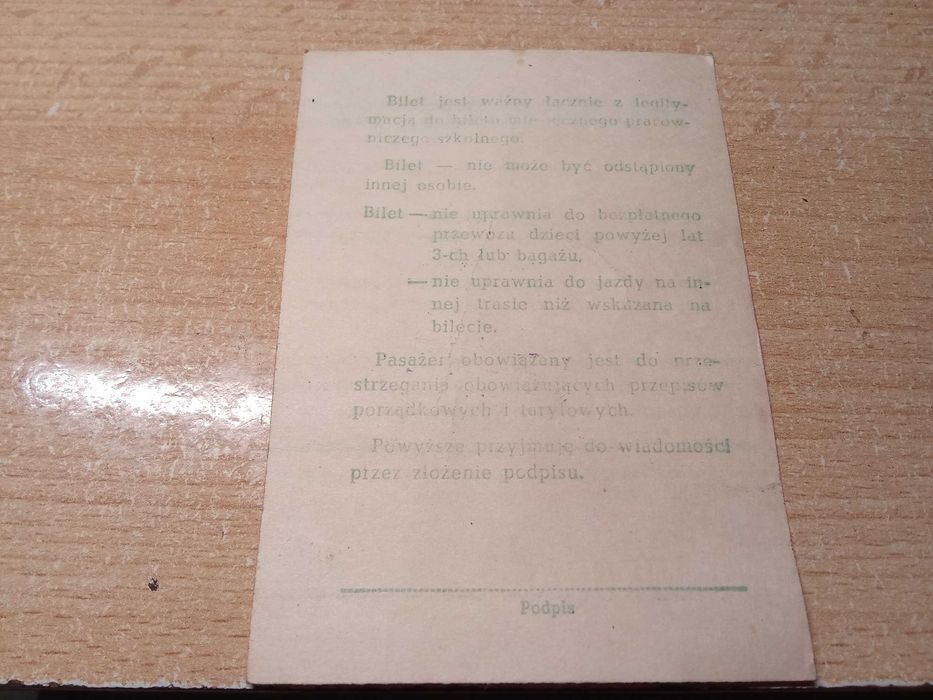 Bilet jest ważny łącznie z legity-
macją do biletu mie ięcznego pracow-
niczego szkolnego.
Bilet — nie może być odstąpiony
innej osobie.
Bilet — nie uprawnia do bezpłatnego
przewozu dzieci powyżej lat
3-ch lub bagażu,
— nie uprawnia do jazdy na in-
nej trasie niż wskazana na
bilecie.
Pasażer obowiązany jest do prze-
strzegania obowiązujących przepisów
porządkowych i taryfowych.
Powyższe przyjmuję do wiadomości
przez złożenie podpisu.
Podpis